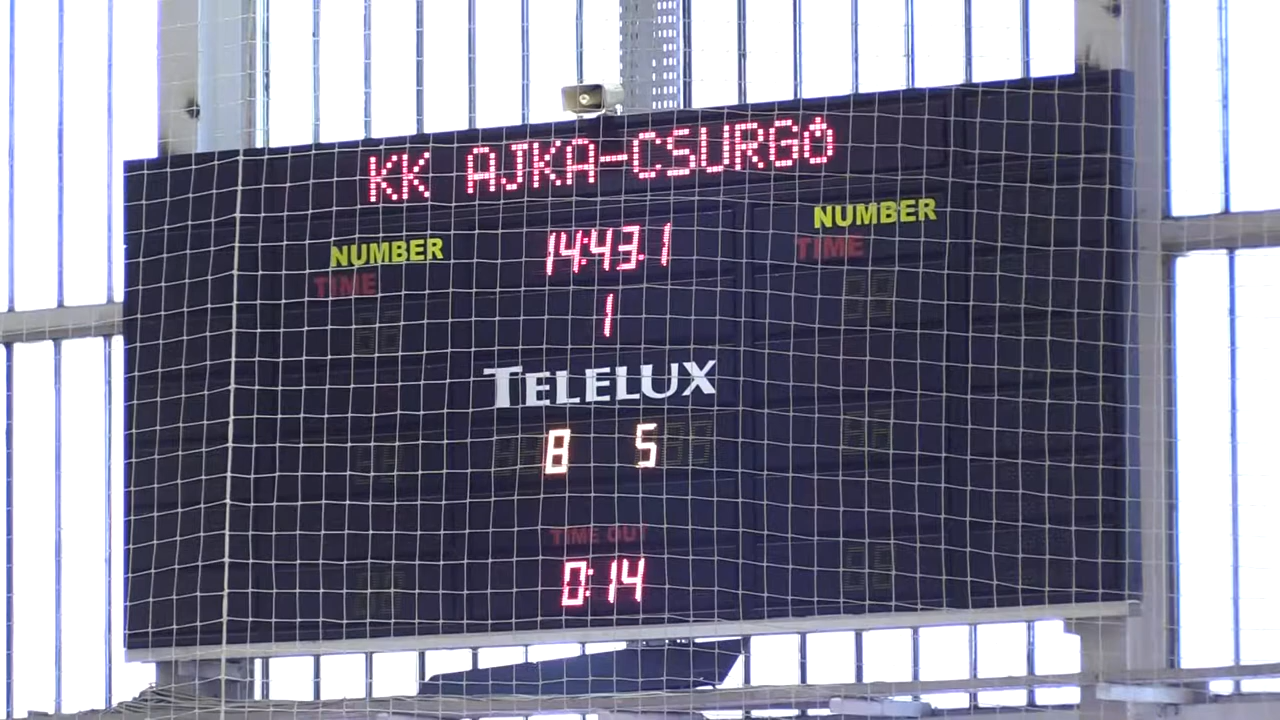 KK AJKA-CSURGÓ
NUMBER 14:43.1 NUMBER
TIME TIME
1
TELELUX
8 5
TIME OUT
0:14